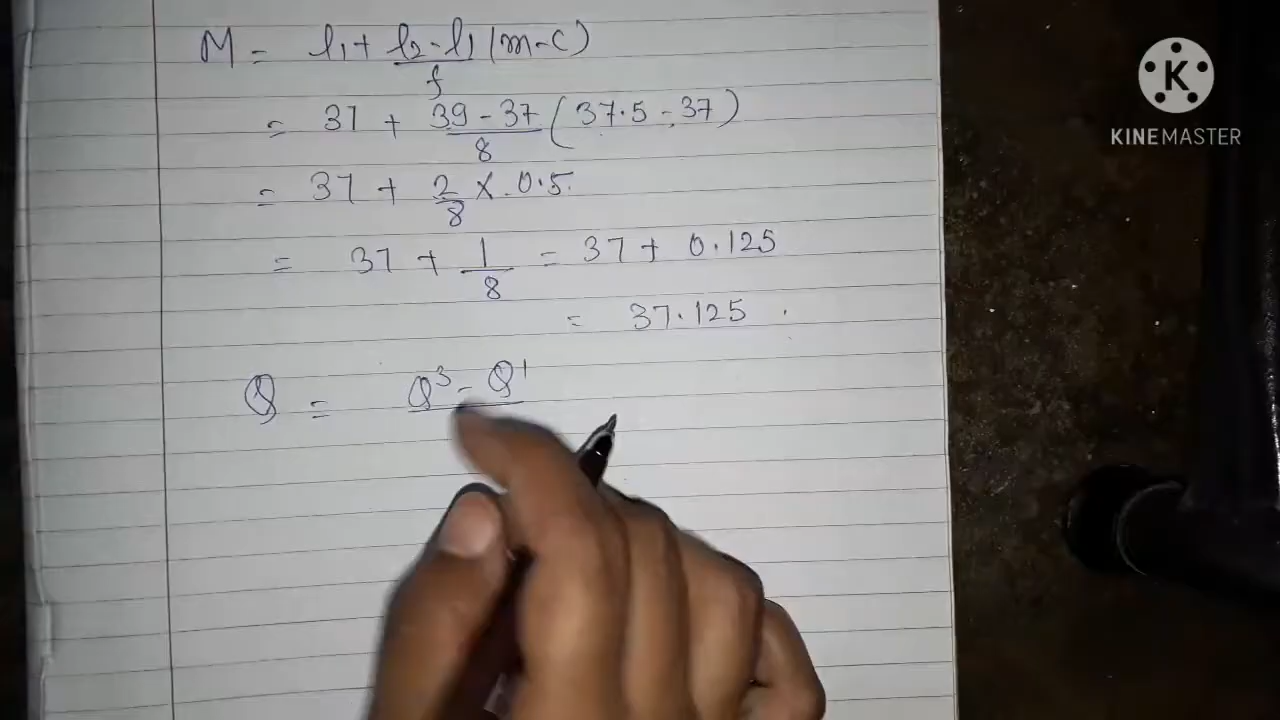 M = l₁ + l₂-l₁/f (m-c)
K
KINEMASTER
= 37 + 39-37/8 (37.5-37)
= 37 + 2/8 × 0.5
= 37 + 1/8 = 37 + 0.125
= 37.125
Q = Q³ - Q¹